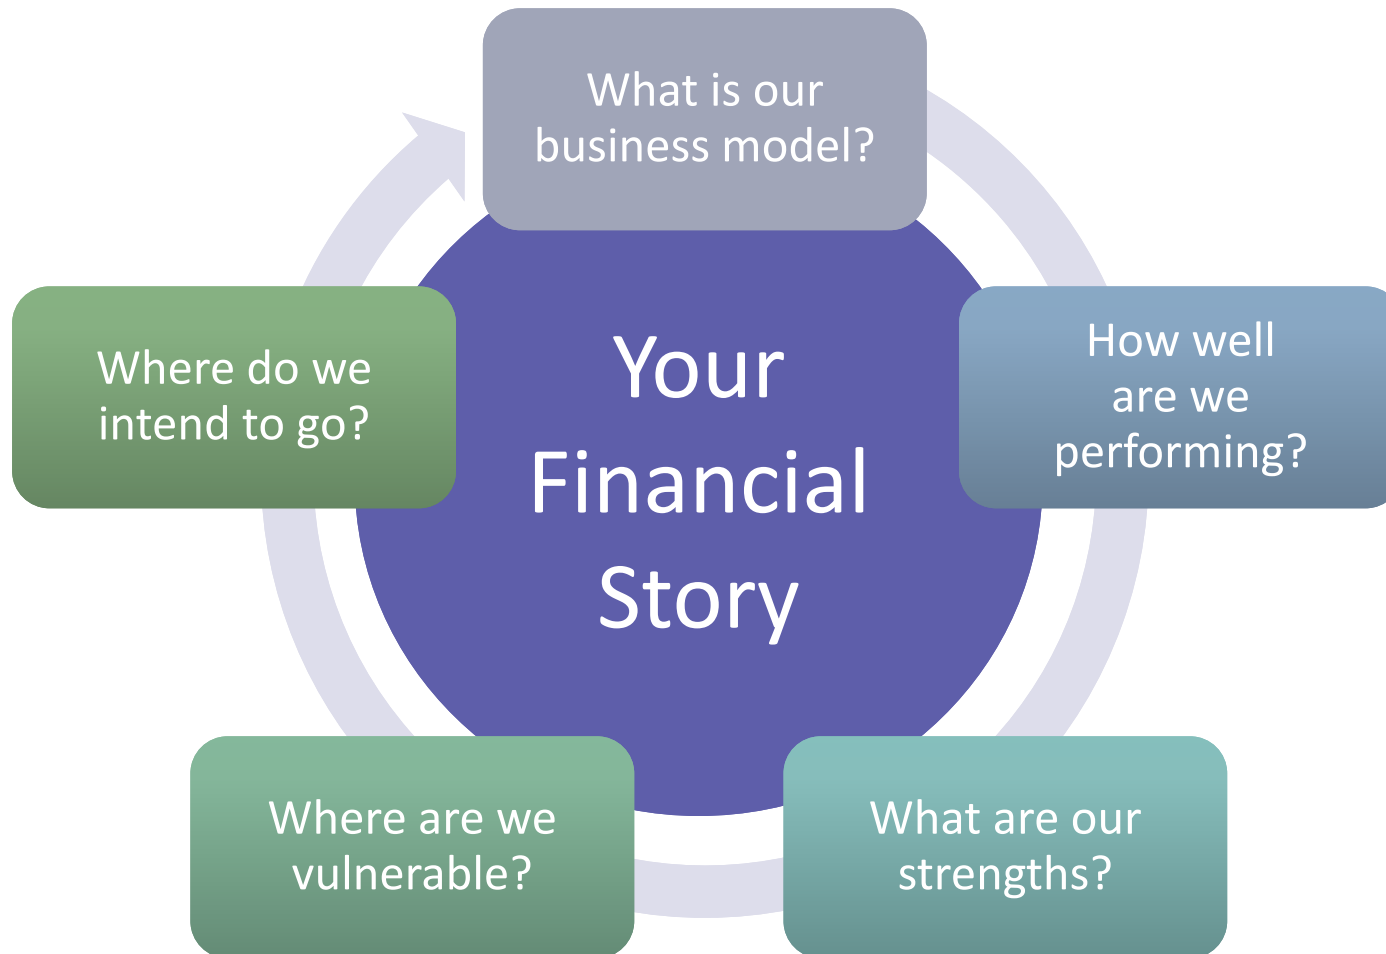 What is our
business model?
How well
are we
performing?
What are our
strengths?
Where are we
vulnerable?
Where do we
intend to go?
Your
Financial
Story